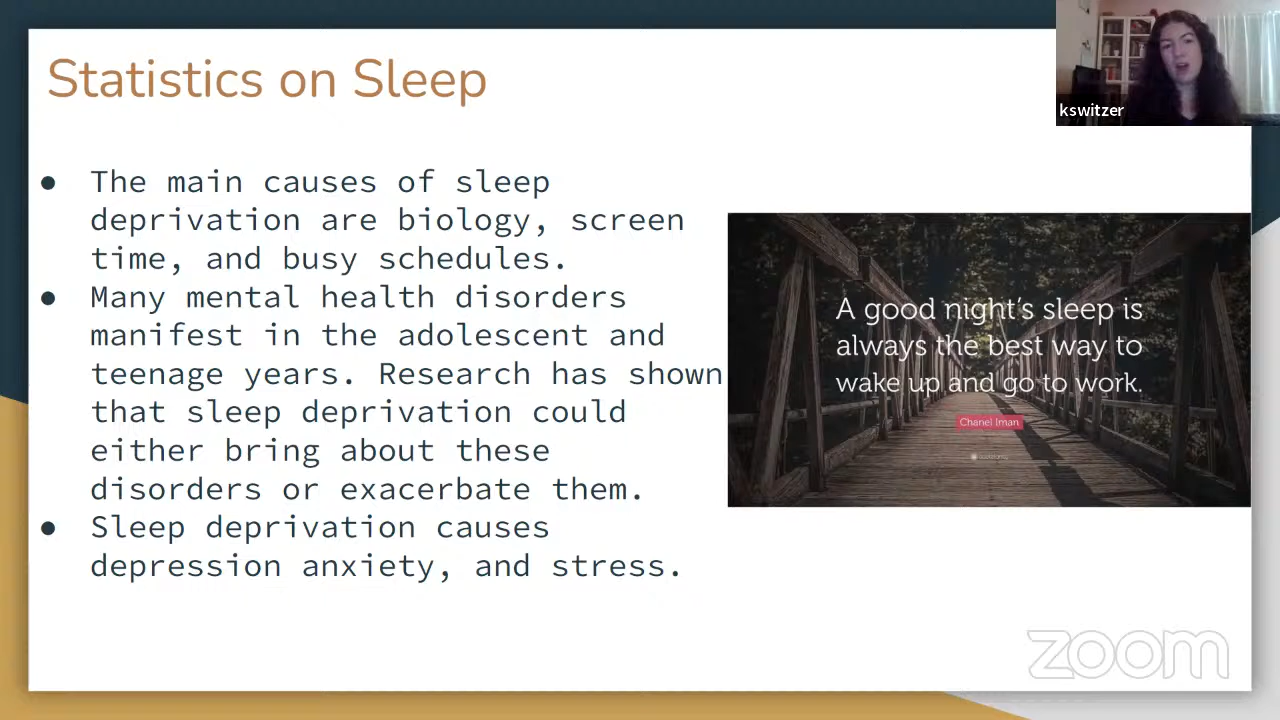 Statistics on Sleep
kswitzer
● The main causes of sleep
deprivation are biology, screen
time, and busy schedules.
● Many mental health disorders
manifest in the adolescent and
teenage years. Research has shown
that sleep deprivation could
either bring about these
disorders or exacerbate them.
● Sleep deprivation causes
depression anxiety, and stress.
A good night's sleep is
always the best way to
wake up and go to work.
Chanel Iman
zoom